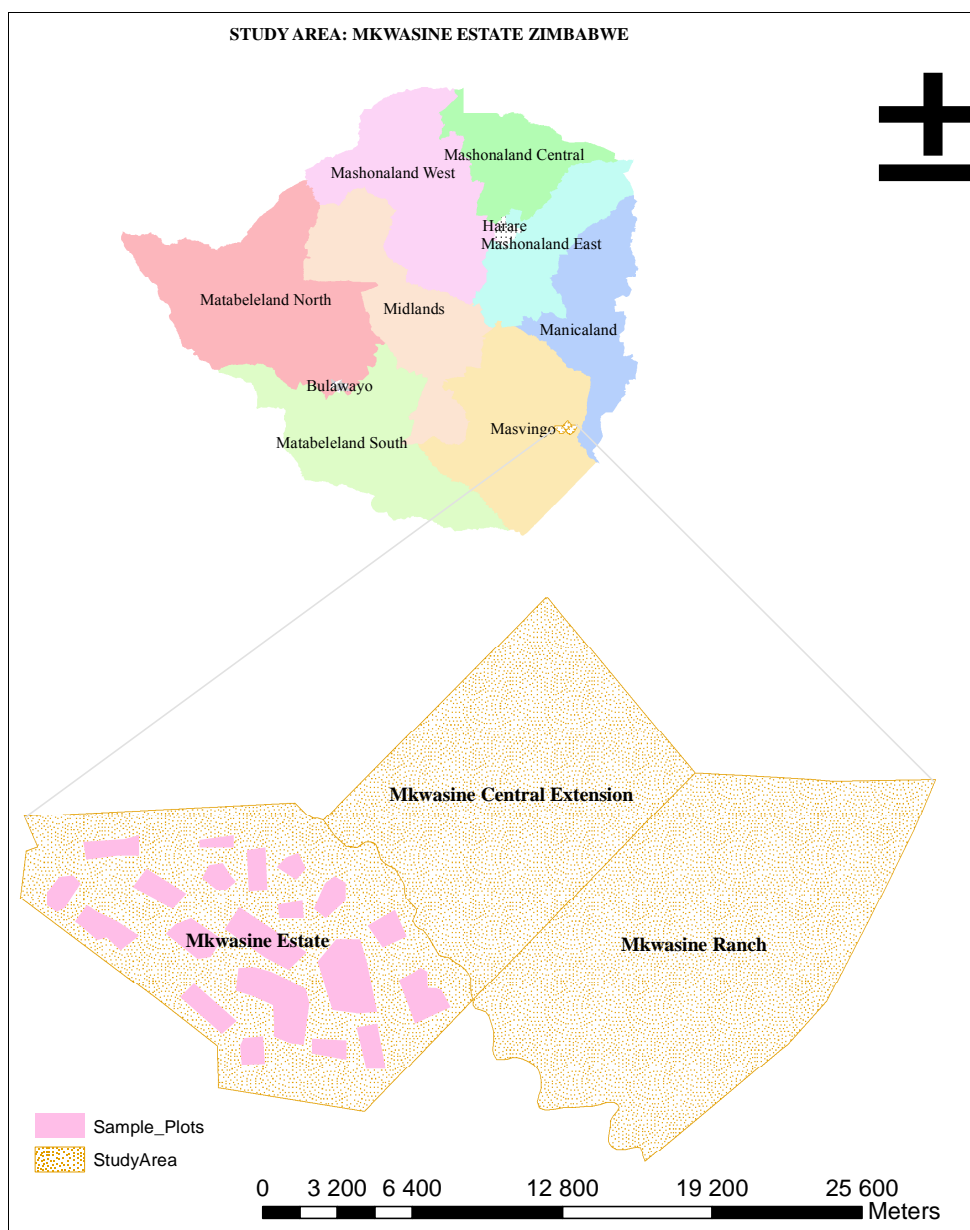 STUDY AREA: MKWASINE ESTATE ZIMBABWE
Mashonaland Central
Mashonaland West
Harare
Mashonaland East
Matabeleland North
Midlands
Manicaland
Bulawayo
Masvingo
Matabeleland South
Mkwasine Central Extension
Mkwasine Estate
Mkwasine Ranch
Sample_Plots
StudyArea
0 3 200 6 400 12 800 19 200 25 600
Meters